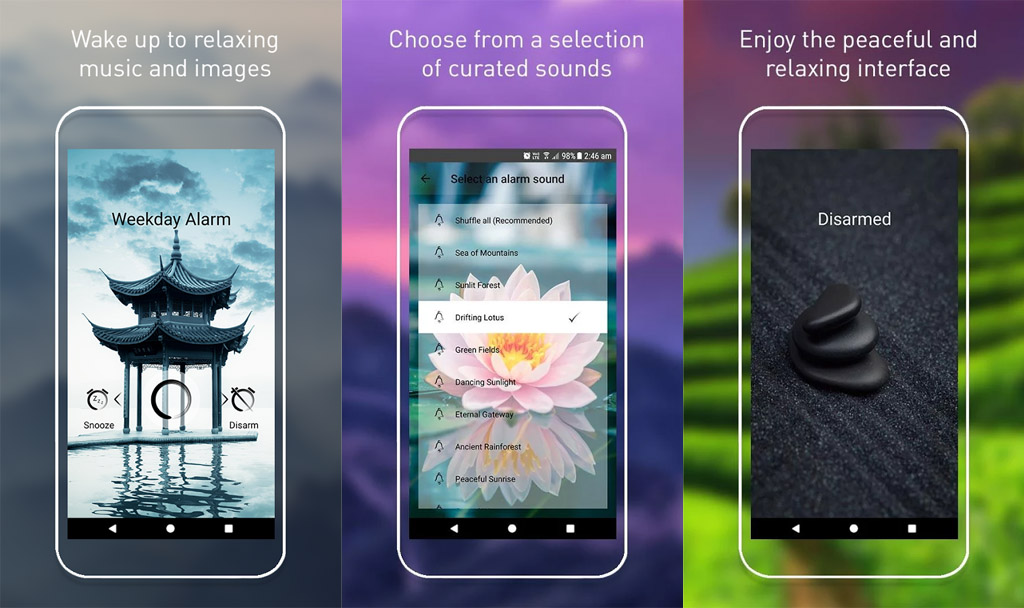 Wake up to relaxing
music and images
Weekday Alarm
Zzz
Snooze
Disarm
Choose from a selection
of curated sounds
98% 2:46 am
Select an alarm sound
Shuffle all (Recommended)
Sea of Mountains
Sunlit Forest
Drifting Lotus
Green Fields
Dancing Sunlight
Eternal Gateway
Ancient Rainforest
Peaceful Sunrise
Enjoy the peaceful and
relaxing interface
Disarmed